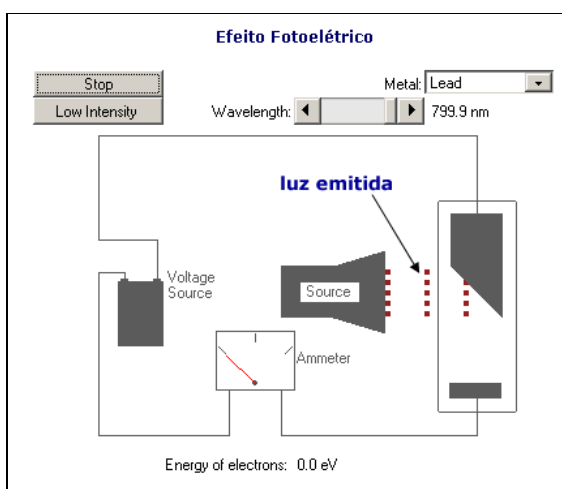 Efeito Fotoelétrico
Stop
Metal: Lead
Low Intensity
Wavelength: 799.9 nm
luz emitida
Voltage
Source
Source
Ammeter
Energy of electrons: 0.0 eV